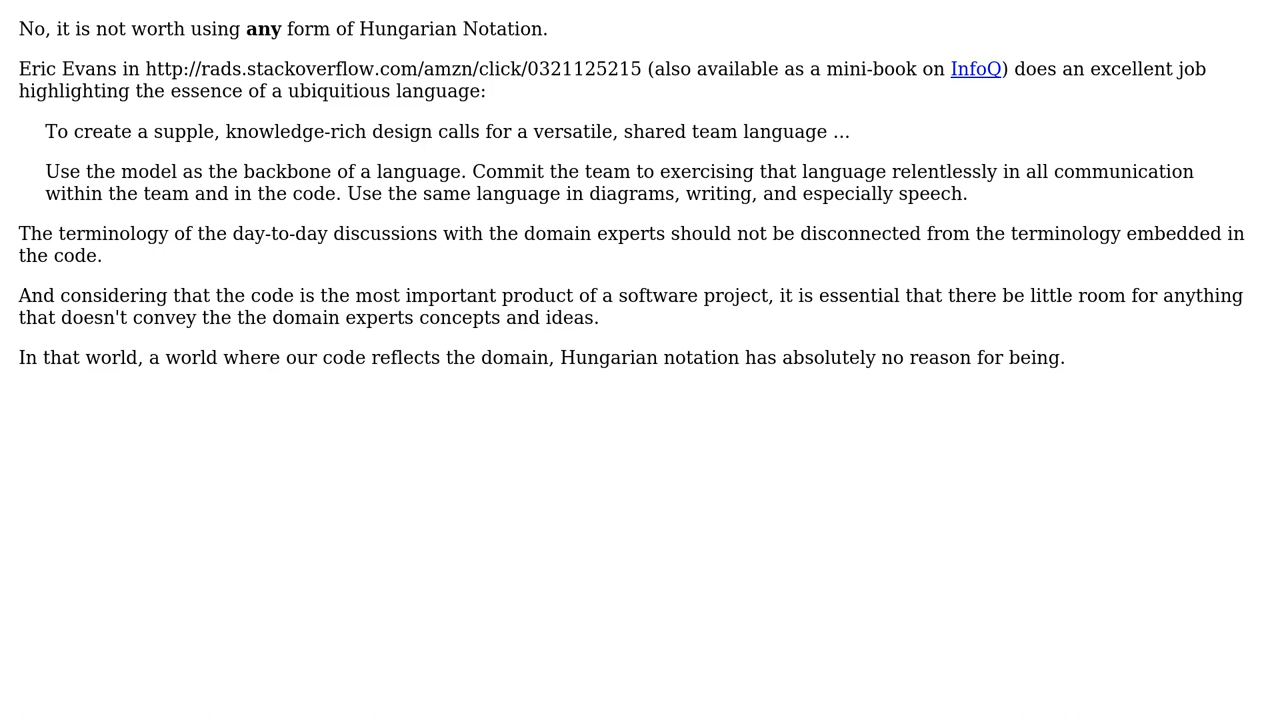 No, it is not worth using any form of Hungarian Notation.
Eric Evans in http://rads.stackoverflow.com/amzn/click/0321125215 (also available as a mini-book on InfoQ) does an excellent job
highlighting the essence of a ubiquitious language:
To create a supple, knowledge-rich design calls for a versatile, shared team language ...
Use the model as the backbone of a language. Commit the team to exercising that language relentlessly in all communication
within the team and in the code. Use the same language in diagrams, writing, and especially speech.
The terminology of the day-to-day discussions with the domain experts should not be disconnected from the terminology embedded in
the code.
And considering that the code is the most important product of a software project, it is essential that there be little room for anything
that doesn't convey the the domain experts concepts and ideas.
In that world, a world where our code reflects the domain, Hungarian notation has absolutely no reason for being.